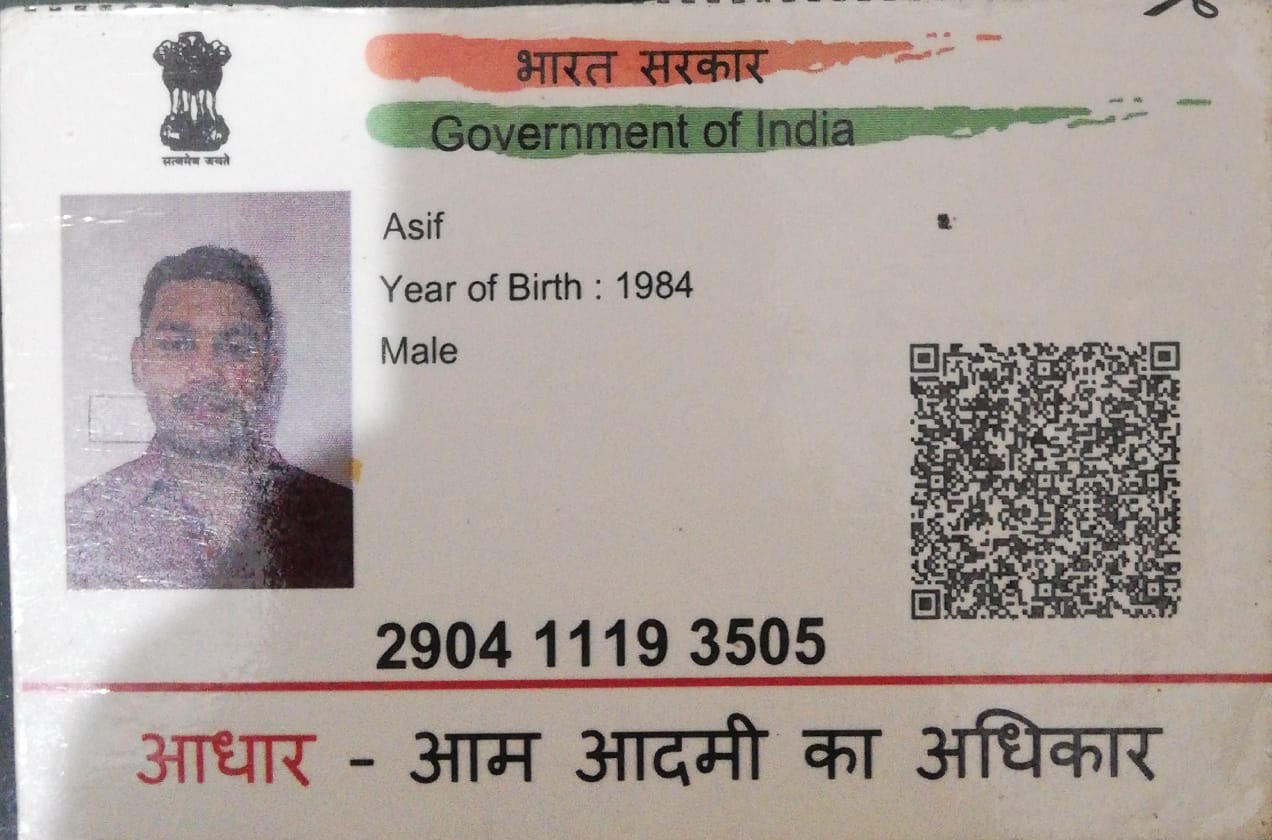 भारत सरकार
Government of India
सत्यमेव जयते
Asif
Year of Birth : 1984
Male
2904 1119 3505
आधार - आम आदमी का अधिकार